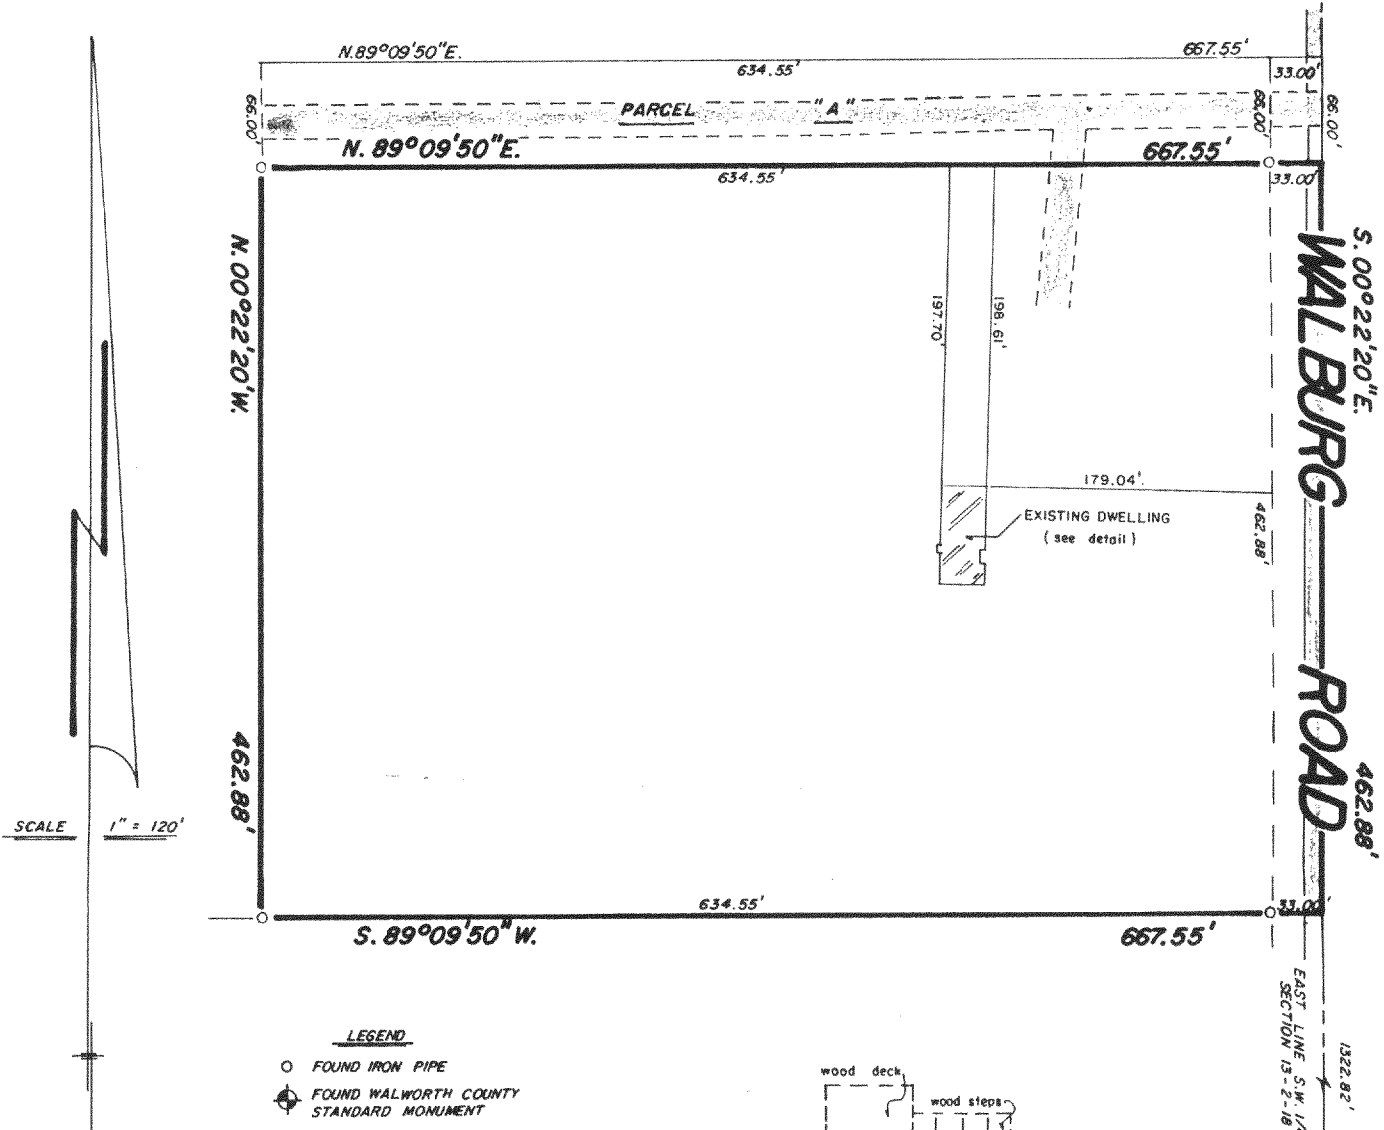 N.89°09'50"E.
667.55'
634.55'
33.00'
66.00'
PARCEL "A"
66.00'
66.00'
N. 89°09'50"E.
667.55'
634.55'
33.00'
N. 00°22'20"W.
462.88'
S. 00°22'20"E.
462.88'
WALBURG ROAD
197.70'
198.61'
179.04'.
EXISTING DWELLING
(see detail)
462.88'
SCALE 1" = 120'
634.55'
33.00'
S. 89°09'50"W.
667.55'
EAST LINE, S.W. 1/
SECTION 13-2-18
1322.82'
LEGEND
FOUND IRON PIPE
FOUND WALWORTH COUNTY
STANDARD MONUMENT
wood deck
wood steps